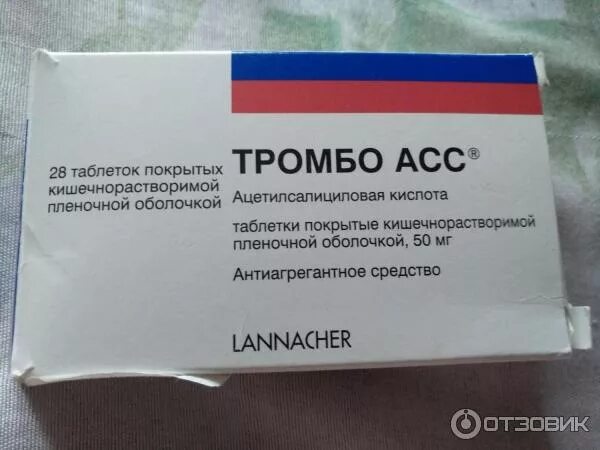 28 таблеток покрытых
кишечнорастворимой
пленочной оболочкой
ТРОМБО АСС®
Ацетилсалициловая кислота
таблетки покрытые кишечнорастворимой
пленочной оболочкой, 50 мг
Антиагрегантное средство
LANNACHER
ОТЗОВИК